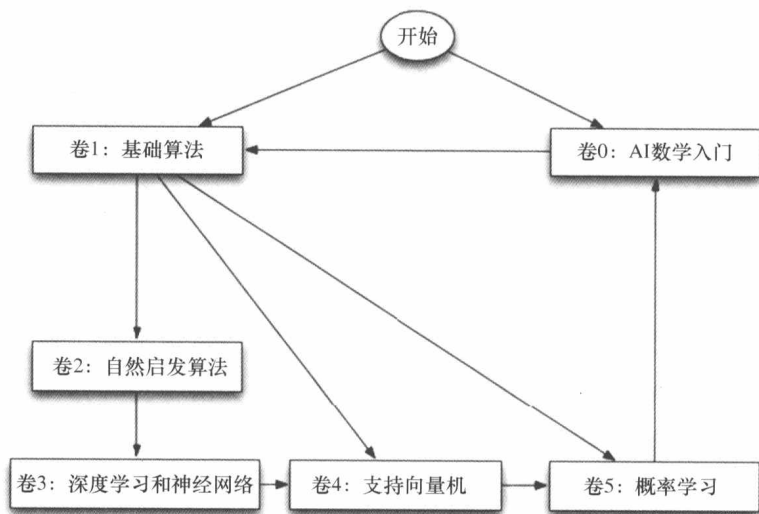 开始
卷1：基础算法
卷0：AI数学入门
卷2：自然启发算法
卷3：深度学习和神经网络
卷4：支持向量机
卷5：概率学习